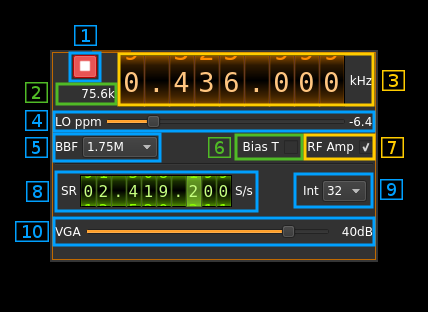 1
2
75.6k
0.436.000
kHz
3
4
LO ppm
-6.4
5
BBF
1.75M
6
Bias T
RF Amp
7
8
SR
02.419.200
S/s
Int
32
9
10
VGA
40dB